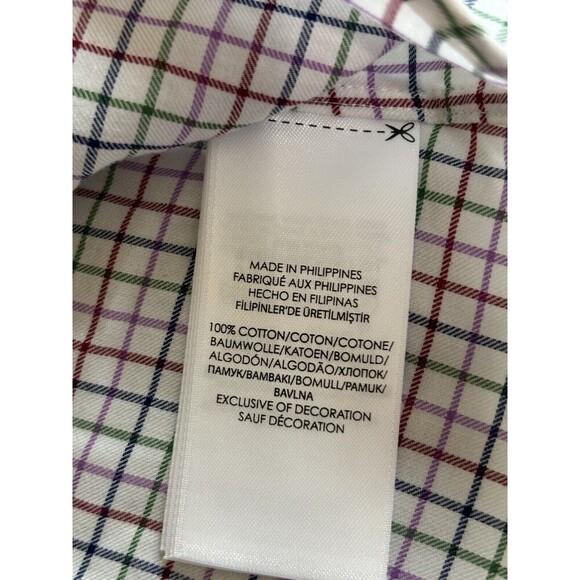 MADE IN PHILIPPINES
FABRIQUÉ AUX PHILIPPINES
HECHO EN FILIPINAS
FİLİPİNLER'DE ÜRETİLMİŞTİR
100% COTTON/COTON/COTONE/
BAUMWOLLE/KATOEN/BOMULD/
ALGODÓN/ALGODÃO/ХЛОПОК/
ПАМУК/BAMBAKI/BOMULL/PAMUK/
BAVLNA
EXCLUSIVE OF DECORATION
SAUF DÉCORATION